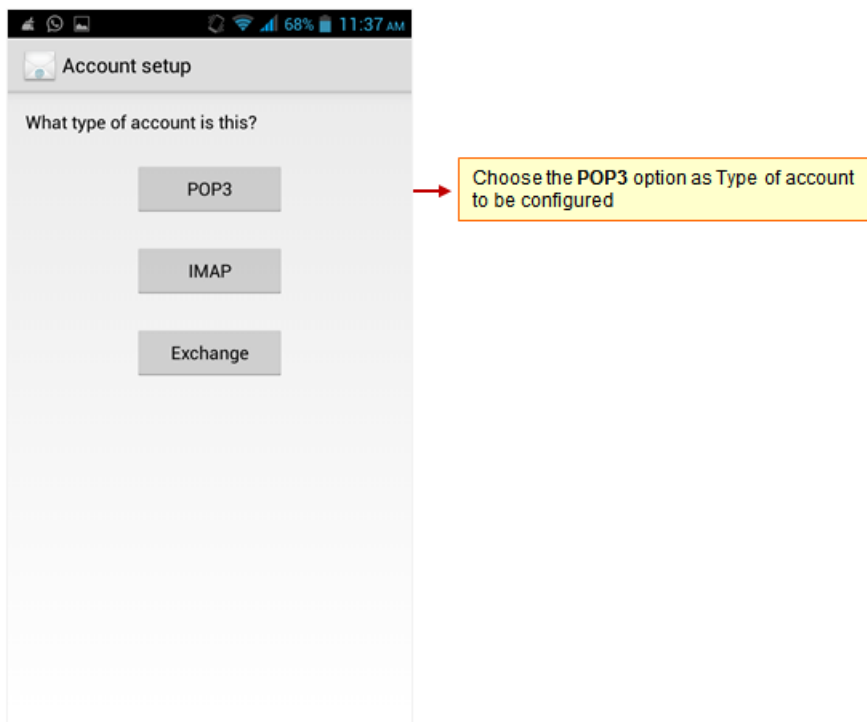 68% 11:37 AM
Account setup
What type of account is this?
POP3
Choose the POP3 option as Type of account
to be configured
IMAP
Exchange